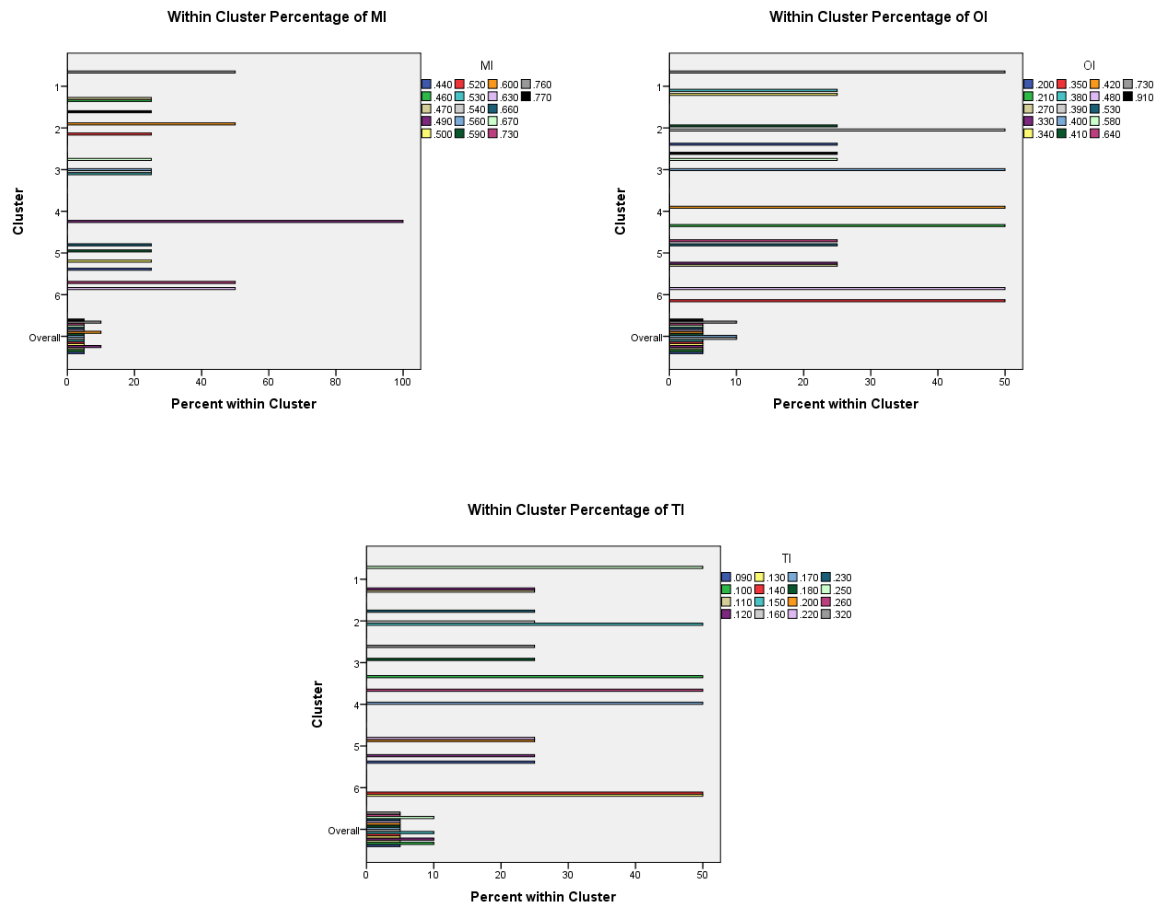 Within Cluster Percentage of MI
MI
.440 .520 .600 .760
.460 .530 .630 .770
.470 .540 .660
.490 .560 .670
.500 .590 .730
Cluster
1
2
3
4
5
6
Overall
0 20 40 60 80 100
Percent within Cluster
Within Cluster Percentage of OI
OI
.200 .350 .420 .730
.210 .380 .480 .910
.270 .390 .530
.330 .400 .580
.340 .410 .640
Cluster
1
2
3
4
5
6
Overall
0 10 20 30 40 50
Percent within Cluster
Within Cluster Percentage of TI
TI
.090 .130 .170 .230
.100 .140 .180 .250
.110 .150 .200 .260
.120 .160 .220 .320
Cluster
1
2
3
4
5
6
Overall
0 10 20 30 40 50
Percent within Cluster